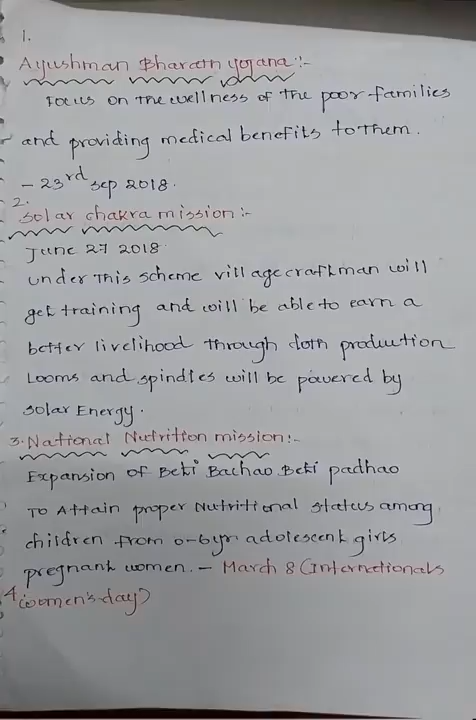 1.
Ayushman Bharath yojana:-
Focus on the wellness of the poor families
and providing medical benefits to them.
- 23rd sep 2018.
2.
solar chakra mission :-
June 27 2018
under This scheme village craftman will
get training and will be able to earn a
better livelihood through cloth production
Looms and spindles will be powered by
solar Energy.
3. National Nutrition mission:-
Expansion of Beti Bachao Beti padhao
To Attain proper Nutritional status among
children from 0-6yr adolescent girls
pregnant women. - March 8 (Internationals
4. women's day)